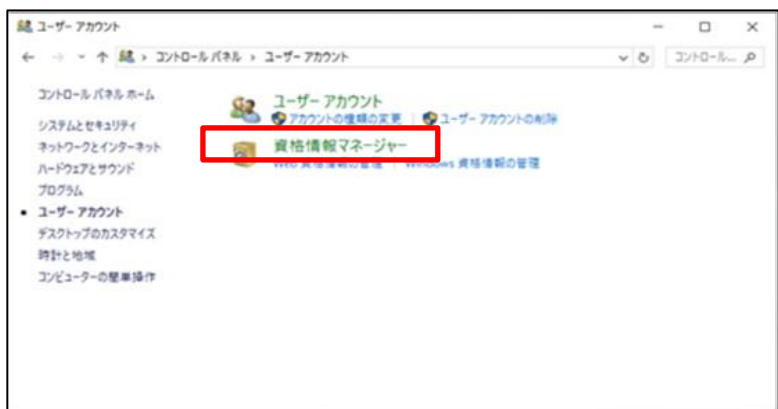 ユーザー アカウント
コントロール パネル › ユーザー アカウント
コントロール...
コントロール パネル ホーム
システムとセキュリティ
ネットワークとインターネット
ハードウェアとサウンド
プログラム
ユーザー アカウント
デスクトップのカスタマイズ
時計と地域
コンピューターの簡単操作
ユーザー アカウント
アカウントの種類の変更 | ユーザー アカウントの削除
資格情報マネージャー
Web 資格情報の管理 | Windows 資格情報の管理